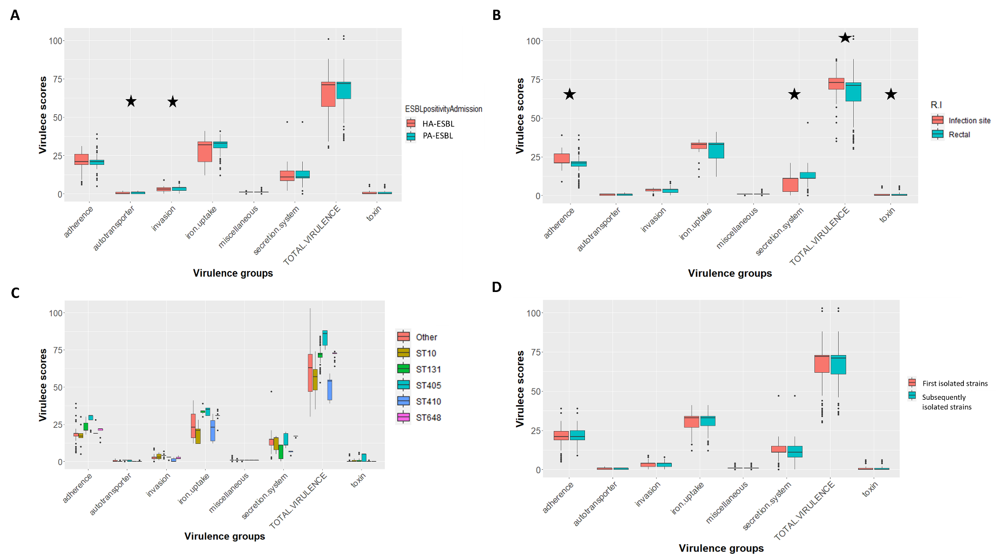 A
Virulece scores
100
75
50
25
0
adherence
autotransporter
invasion
iron.uptake
miscellaneous
secretion.system
TOTAL.VIRULENCE
toxin
Virulence groups
ESBLpositivityAdmission
HA-ESBL
PA-ESBL
B
Virulece scores
100
75
50
25
0
adherence
autotransporter
invasion
iron.uptake
miscellaneous
secretion.system
TOTAL.VIRULENCE
toxin
Virulence groups
R.I
Infection site
Rectal
C
Virulece scores
100
75
50
25
0
adherence
autotransporter
invasion
iron.uptake
miscellaneous
secretion.system
TOTAL.VIRULENCE
toxin
Virulence groups
Other
ST10
ST131
ST405
ST410
ST648
D
Virulece scores
100
75
50
25
0
adherence
autotransporter
invasion
iron.uptake
miscellaneous
secretion.system
TOTAL.VIRULENCE
toxin
Virulence groups
First isolated strains
Subsequently
isolated strains